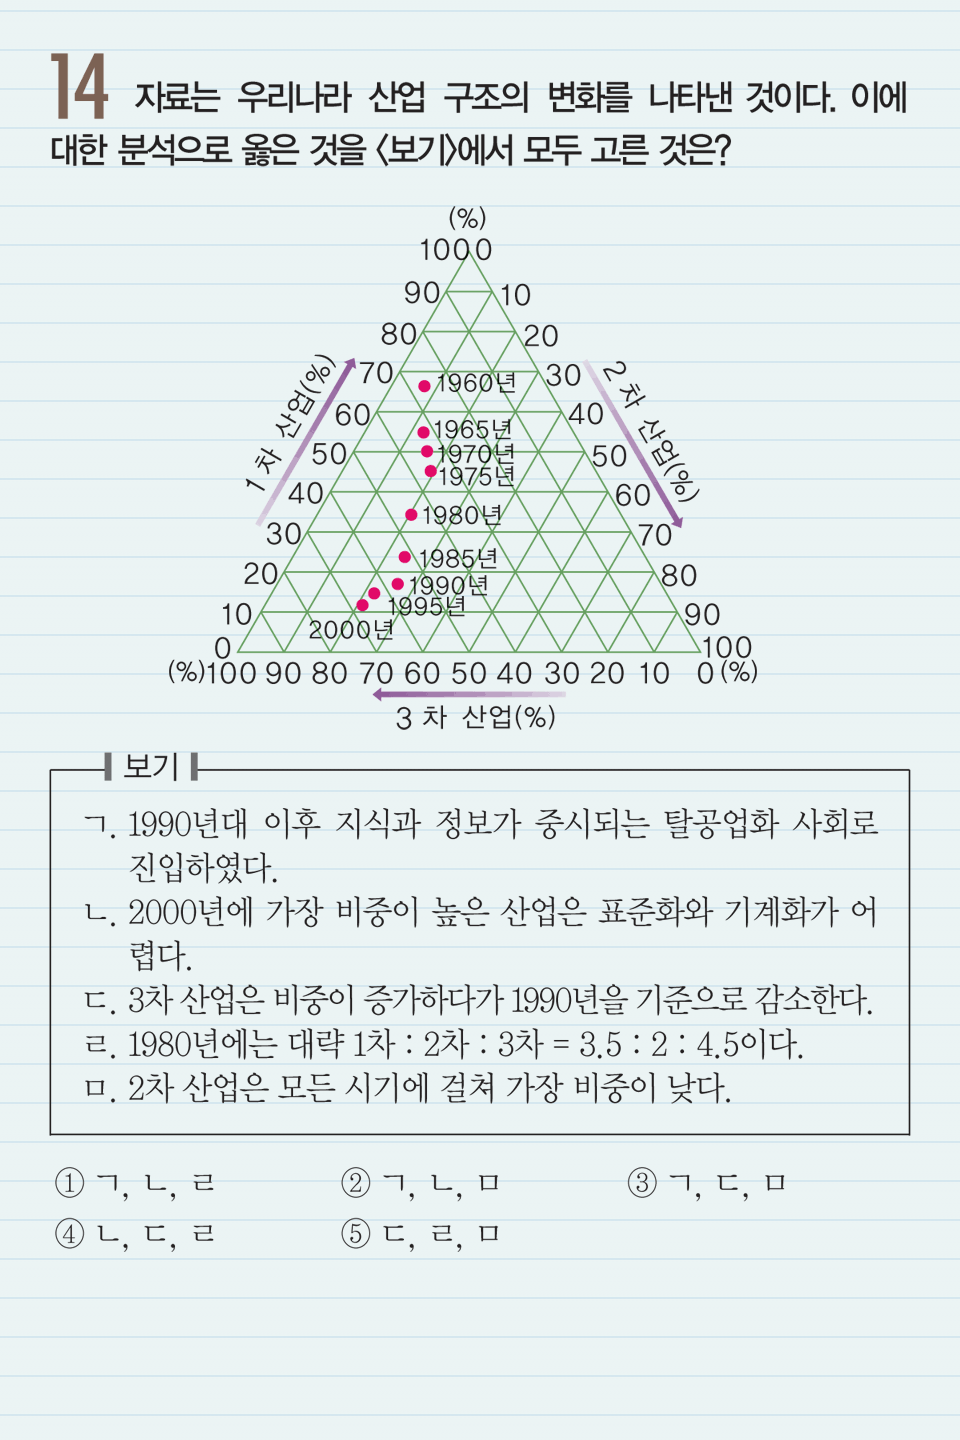 14 자료는 우리나라 산업 구조의 변화를 나타낸 것이다. 이에
대한 분석으로 옳은 것을 〈보기〉에서 모두 고른 것은?
(%)
100 0
90 10
80 20
70 30
60 40
50 50
40 60
30 70
20 80
10 90
0 100
1차 산업(%)
2차 산업(%)
1960년
1965년
1970년
1975년
1980년
1985년
1990년
1995년
2000년
(%)100 90 80 70 60 50 40 30 20 10 0 (%)
3 차 산업(%)
보기
ㄱ. 1990년대 이후 지식과 정보가 중시되는 탈공업화 사회로
진입하였다.
ㄴ. 2000년에 가장 비중이 높은 산업은 표준화와 기계화가 어
렵다.
ㄷ. 3차 산업은 비중이 증가하다가 1990년을 기준으로 감소한다.
ㄹ. 1980년에는 대략 1차 : 2차 : 3차 = 3.5 : 2 : 4.5이다.
ㅁ. 2차 산업은 모든 시기에 걸쳐 가장 비중이 낮다.
① ㄱ, ㄴ, ㄹ ② ㄱ, ㄴ, ㅁ ③ ㄱ, ㄷ, ㅁ
④ ㄴ, ㄷ, ㄹ ⑤ ㄷ, ㄹ, ㅁ